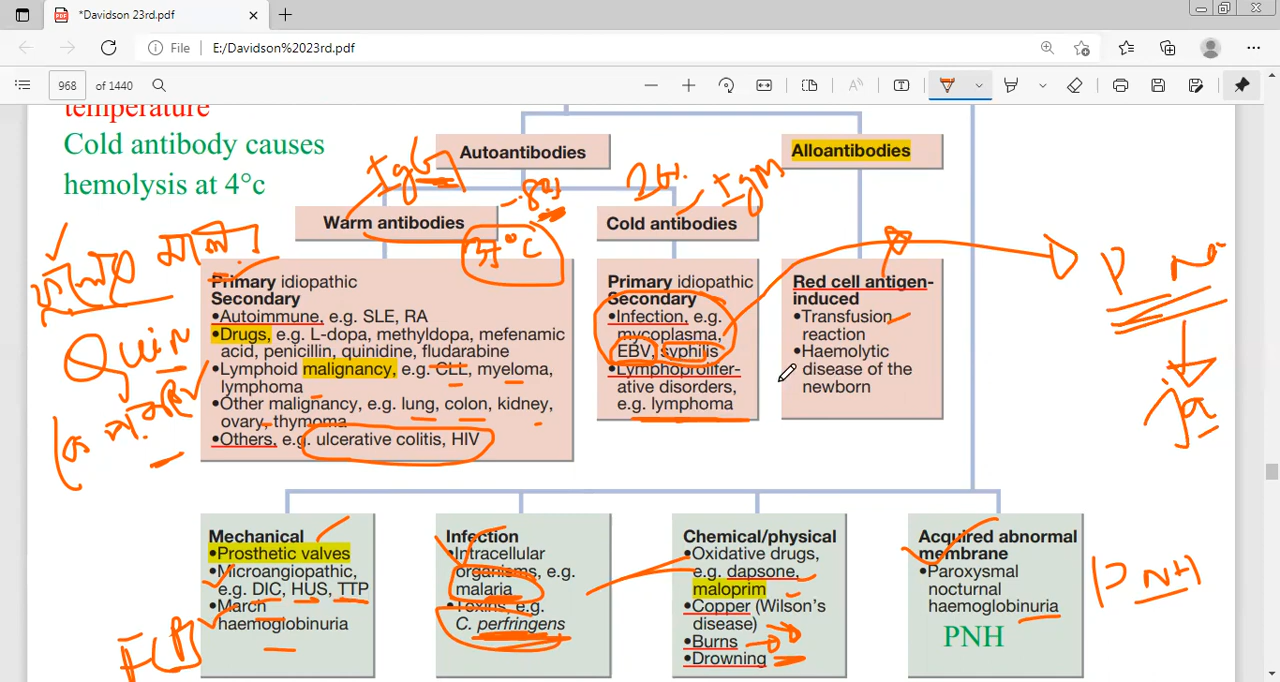 *Davidson 23rd.pdf
File E:/Davidson%2023rd.pdf
968 of 1440
temperature
Cold antibody causes
hemolysis at 4°c
Autoantibodies
Alloantibodies
IgG
IgM
Warm antibodies
Cold antibodies
37°C
Primary idiopathic
Secondary
•Autoimmune, e.g. SLE, RA
•Drugs, e.g. L-dopa, methyldopa, mefenamic
acid, penicillin, quinidine, fludarabine
•Lymphoid malignancy, e.g. CLL, myeloma,
lymphoma
•Other malignancy, e.g. lung, colon, kidney,
ovary, thymoma
•Others, e.g. ulcerative colitis, HIV
Primary idiopathic
Secondary
•Infection, e.g.
mycoplasma,
EBV, syphilis
•Lymphoprolifer-
ative disorders,
e.g. lymphoma
Red cell antigen-
induced
•Transfusion
reaction
•Haemolytic
disease of the
newborn
Quin
Mechanical
•Prosthetic valves
•Microangiopathic,
e.g. DIC, HUS, TTP
•March
haemoglobinuria
Infection
•Intracellular
organisms, e.g.
malaria
•Toxins, e.g.
C. perfringens
Chemical/physical
•Oxidative drugs,
e.g. dapsone,
maloprim
•Copper (Wilson's
disease)
•Burns
•Drowning
Acquired abnormal
membrane
•Paroxysmal
nocturnal
haemoglobinuria
PNH
PNH